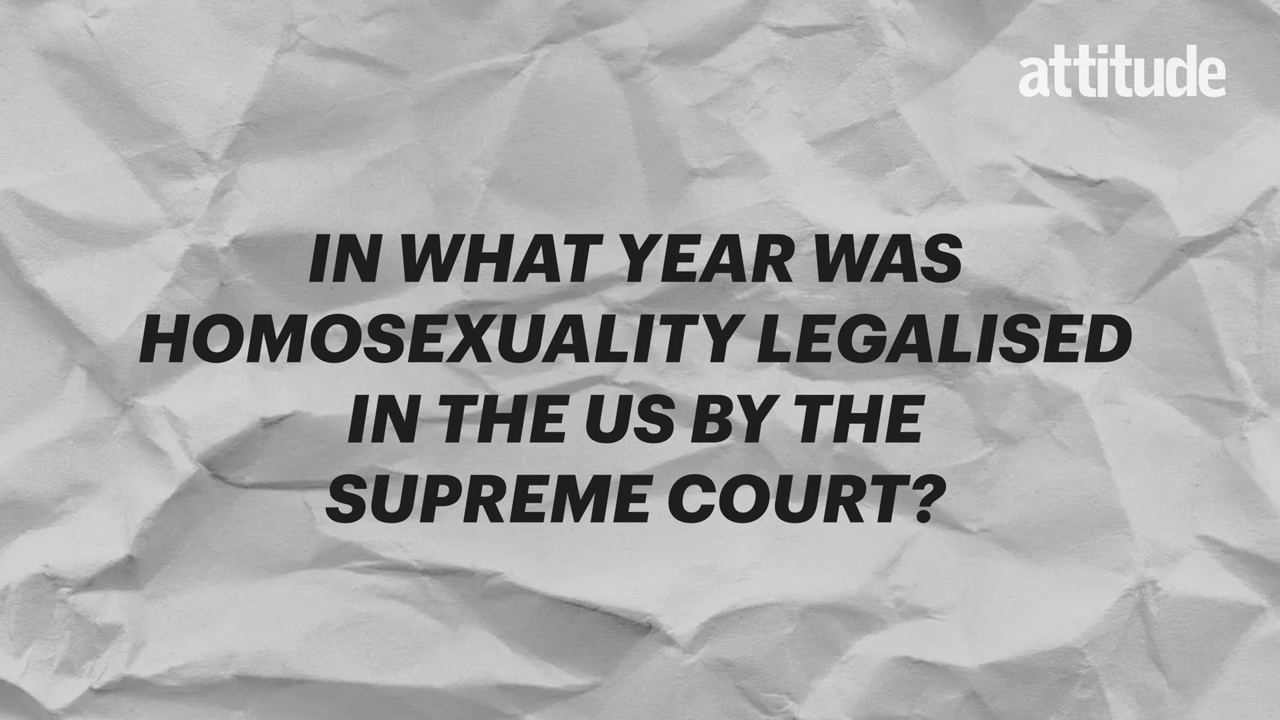 attitude
IN WHAT YEAR WAS
HOMOSEXUALITY LEGALISED
IN THE US BY THE
SUPREME COURT?